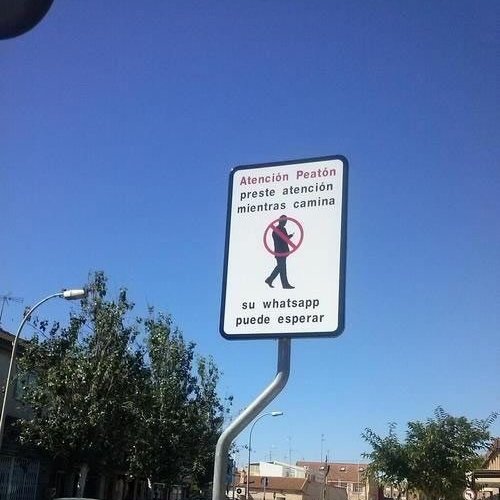 Atención Peatón
preste atención
mientras camina
su whatsapp
puede esperar